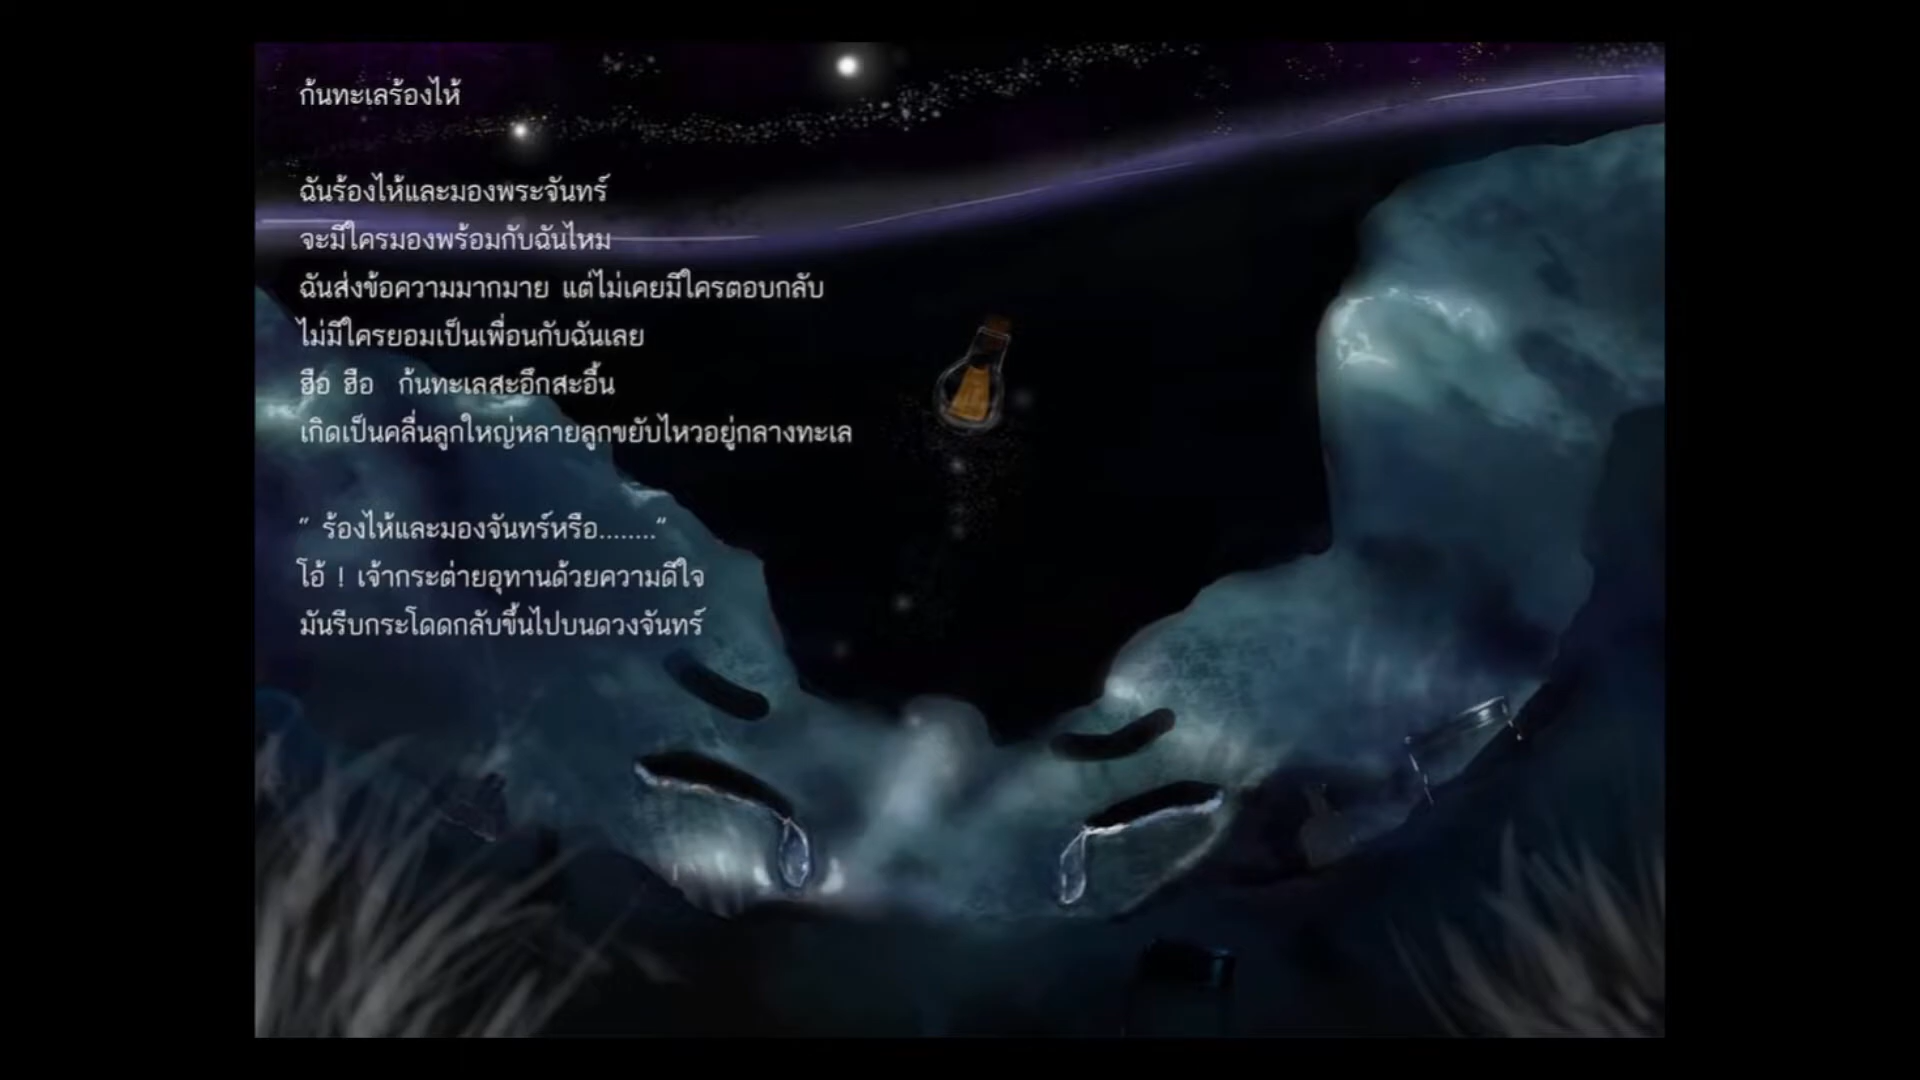 ก้นทะเลร้องไห้
ฉันร้องไห้และมองพระจันทร์
จะมีใครมองพร้อมกับฉันไหม
ฉันส่งข้อความมากมาย แต่ไม่เคยมีใครตอบกลับ
ไม่มีใครยอมเป็นเพื่อนกับฉันเลย
ฮือ ฮือ ก้นทะเลสะอึกสะอื้น
เกิดเป็นคลื่นลูกใหญ่หลายลูกขยับไหวอยู่กลางทะเล
" ร้องไห้และมองจันทร์หรือ........"
โอ้ ! เจ้ากระต่ายอุทานด้วยความดีใจ
มันรีบกระโดดกลับขึ้นไปบนดวงจันทร์